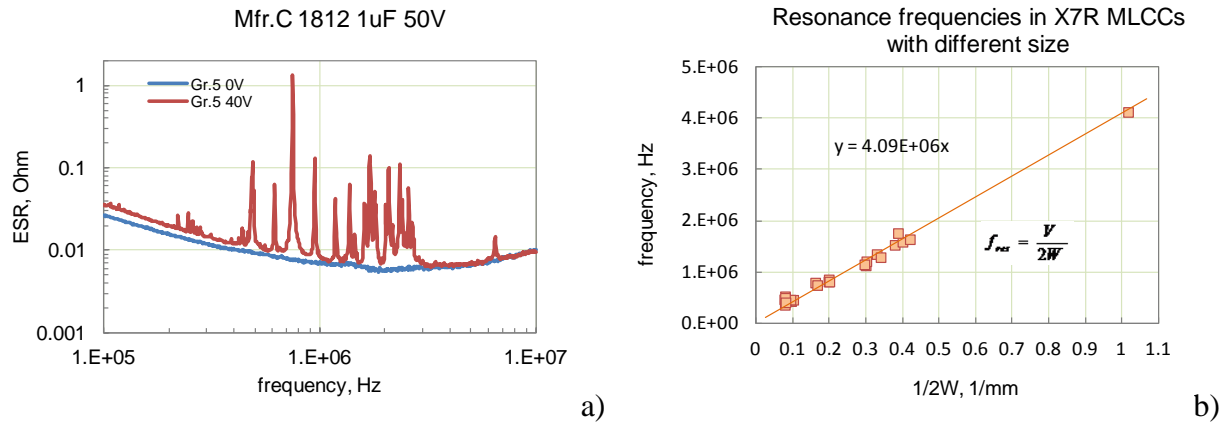 Mfr.C 1812 1uF 50V
1
0.1
0.01
0.001
ESR, Ohm
Gr.5 0V
Gr.5 40V
1.E+05
1.E+06
1.E+07
frequency, Hz
a)
Resonance frequencies in X7R MLCCs
with different size
5.E+06
4.E+06
3.E+06
2.E+06
1.E+06
0.E+00
frequency, Hz
y = 4.09E+06x
f_res = V / 2W
0 0.1 0.2 0.3 0.4 0.5 0.6 0.7 0.8 0.9 1 1.1
1/2W, 1/mm
b)